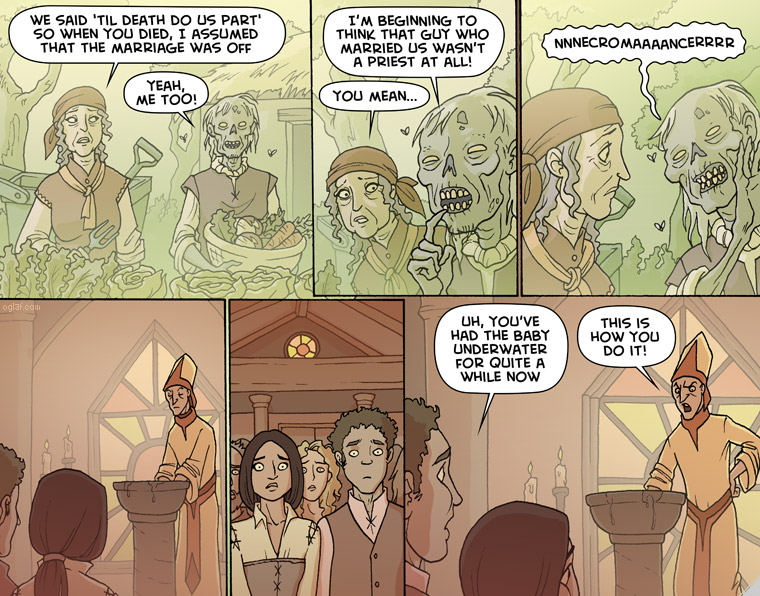 WE SAID 'TIL DEATH DO US PART'
SO WHEN YOU DIED, I ASSUMED
THAT THE MARRIAGE WAS OFF
YEAH,
ME TOO!
I'M BEGINNING TO
THINK THAT GUY WHO
MARRIED US WASN'T
A PRIEST AT ALL!
YOU MEAN...
NNNECROMAAAANCERRRR
oglaf.com
UH, YOU'VE
HAD THE BABY
UNDERWATER
FOR QUITE A
WHILE NOW
THIS IS
HOW YOU
DO IT!